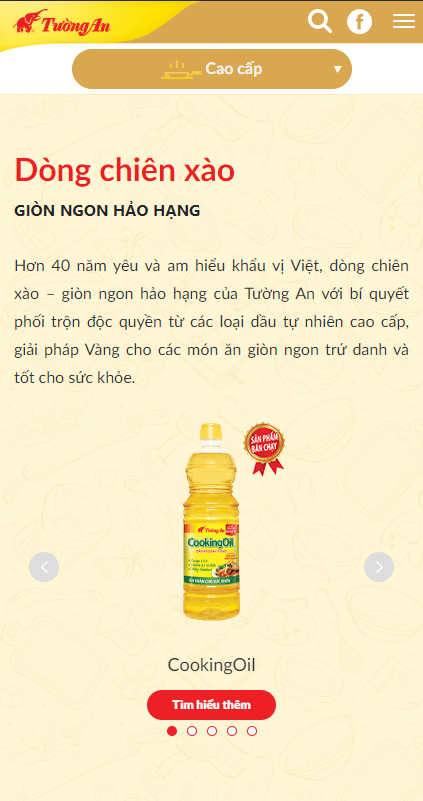 Tường An
Cao cấp
Dòng chiên xào
GIÒN NGON HẢO HẠNG
Hơn 40 năm yêu và am hiểu khẩu vị Việt, dòng chiên
xào – giòn ngon hảo hạng của Tường An với bí quyết
phối trộn độc quyền từ các loại dầu tự nhiên cao cấp,
giải pháp Vàng cho các món ăn giòn ngon trứ danh và
tốt cho sức khỏe.
SẢN PHẨM
BÁN CHẠY
Tường An
CookingOil
CookingOil
Tìm hiểu thêm